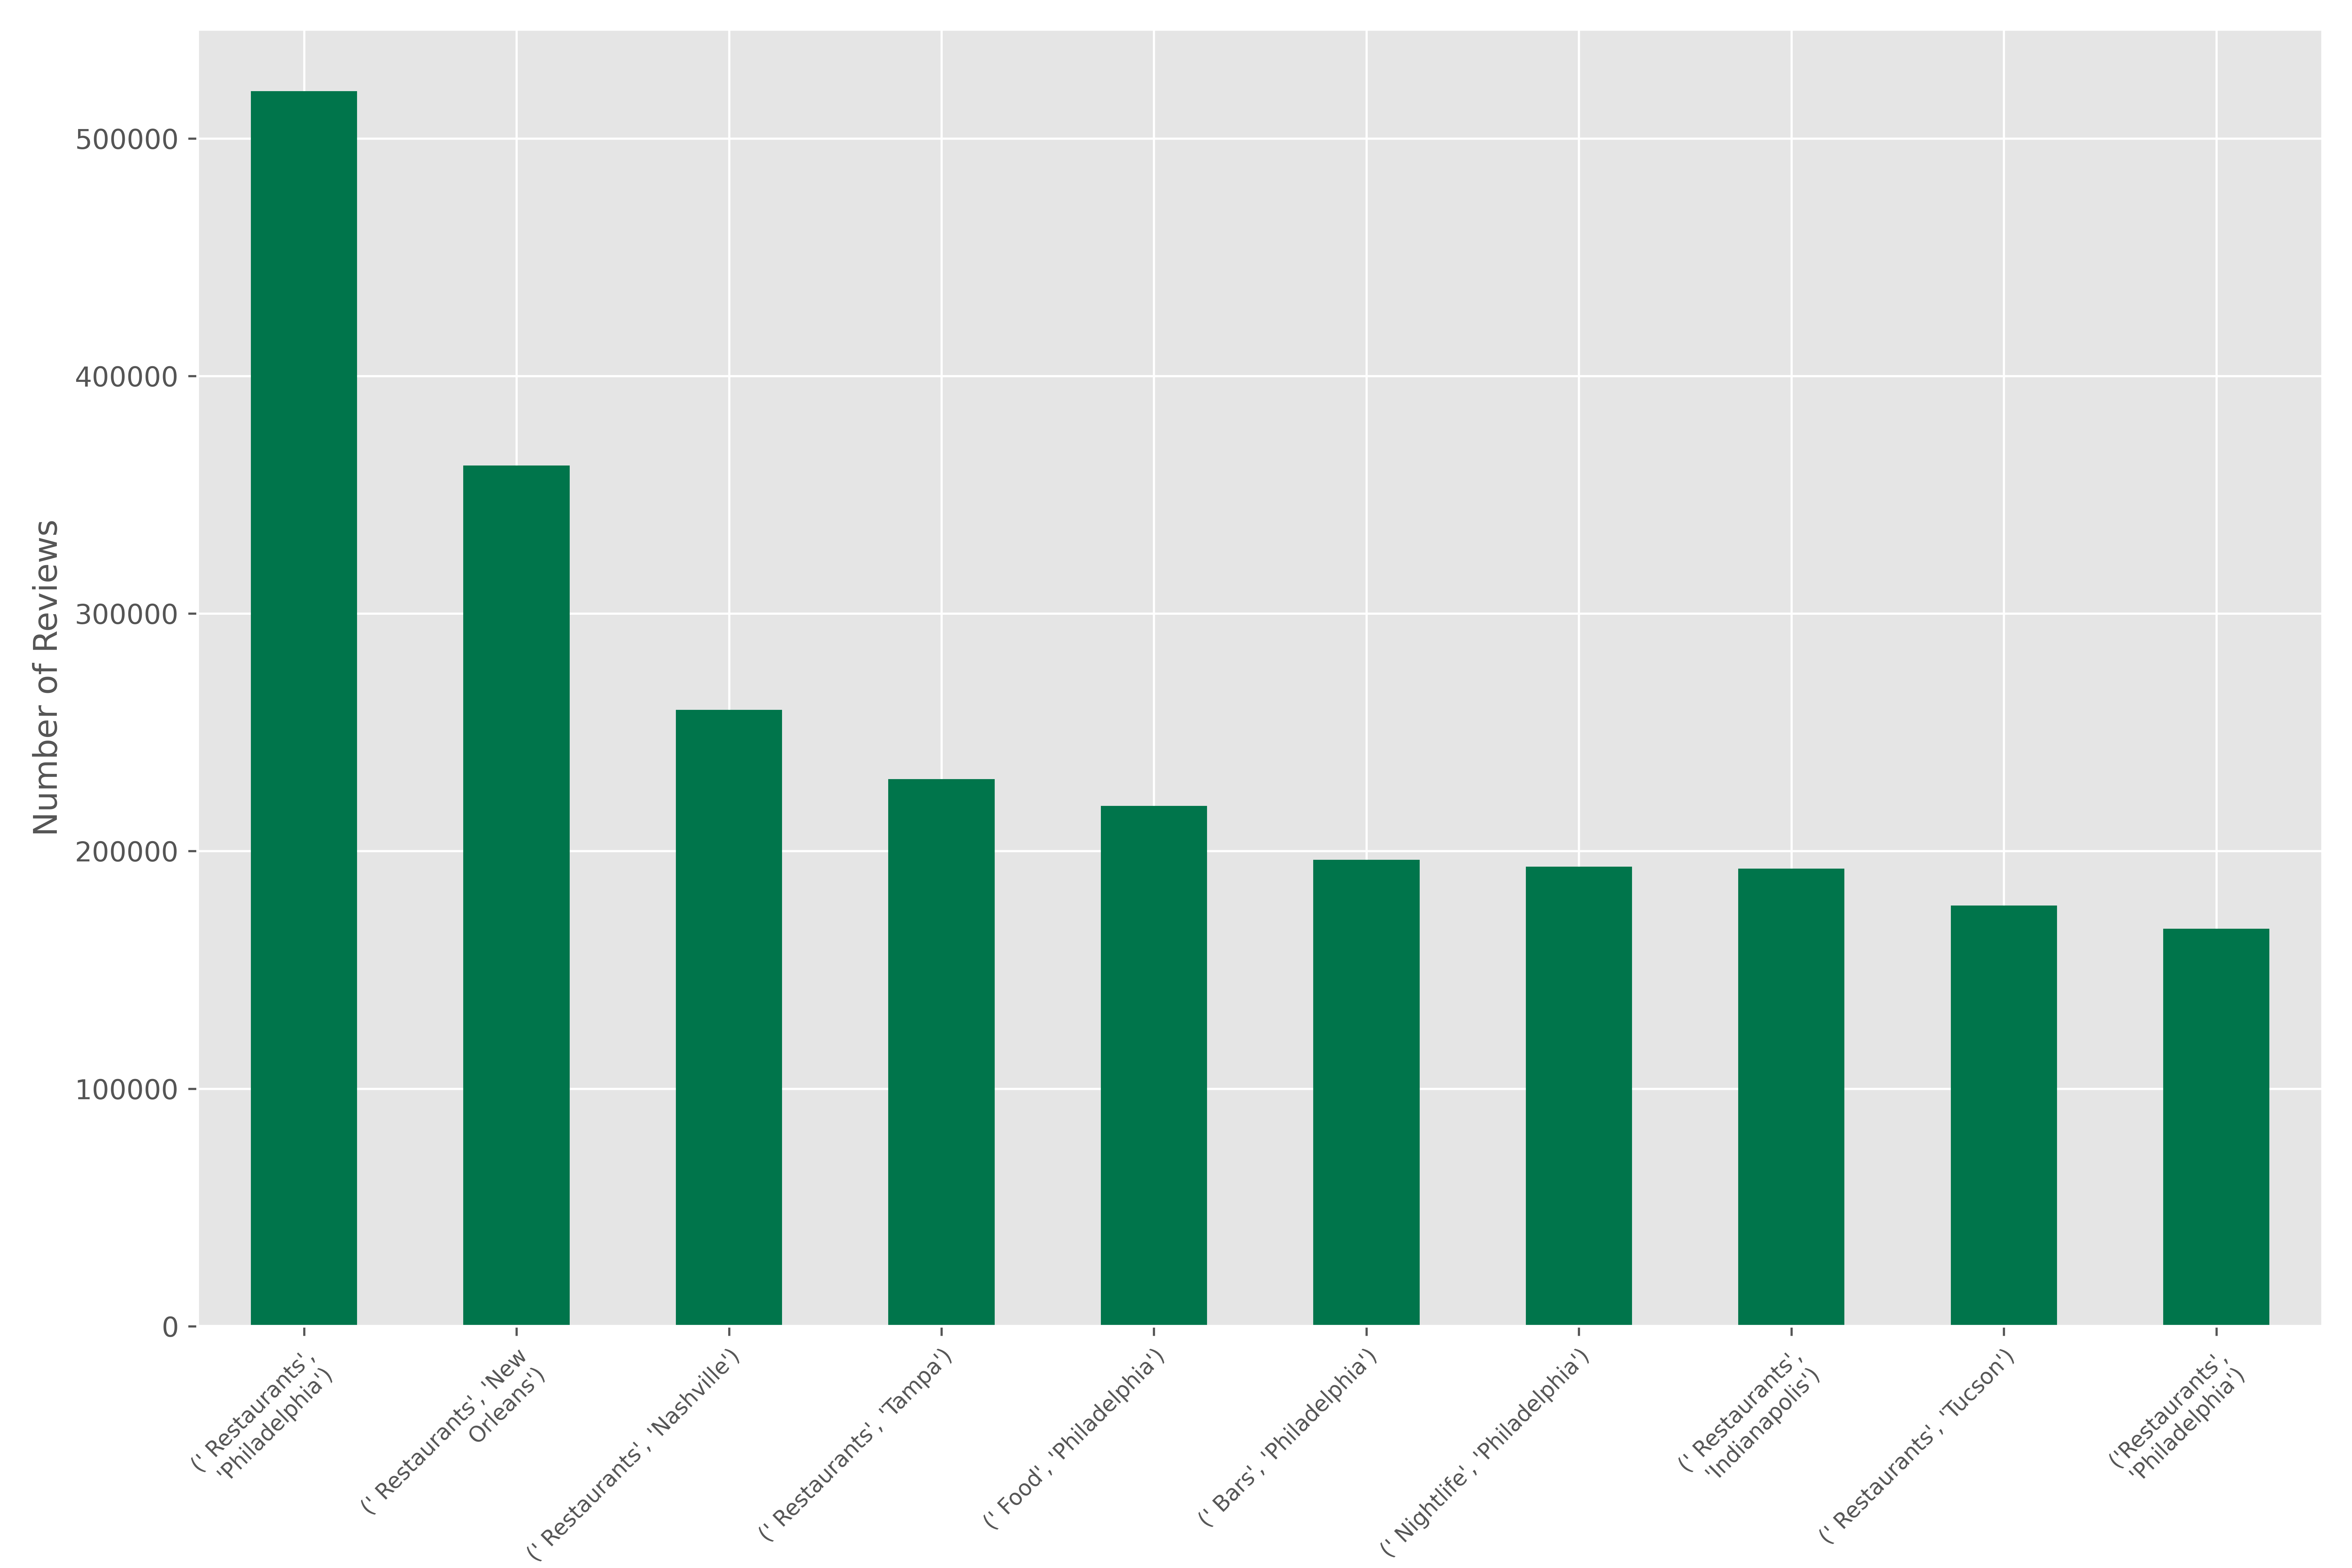 Number of Reviews
500000
400000
300000
200000
100000
0
(' Restaurants',
'Philadelphia')
(' Restaurants', 'New
Orleans')
(' Restaurants', 'Nashville')
(' Restaurants', 'Tampa')
(' Food', 'Philadelphia')
(' Bars', 'Philadelphia')
(' Nightlife', 'Philadelphia')
(' Restaurants',
'Indianapolis')
(' Restaurants', 'Tucson')
('Restaurants',
'Philadelphia')